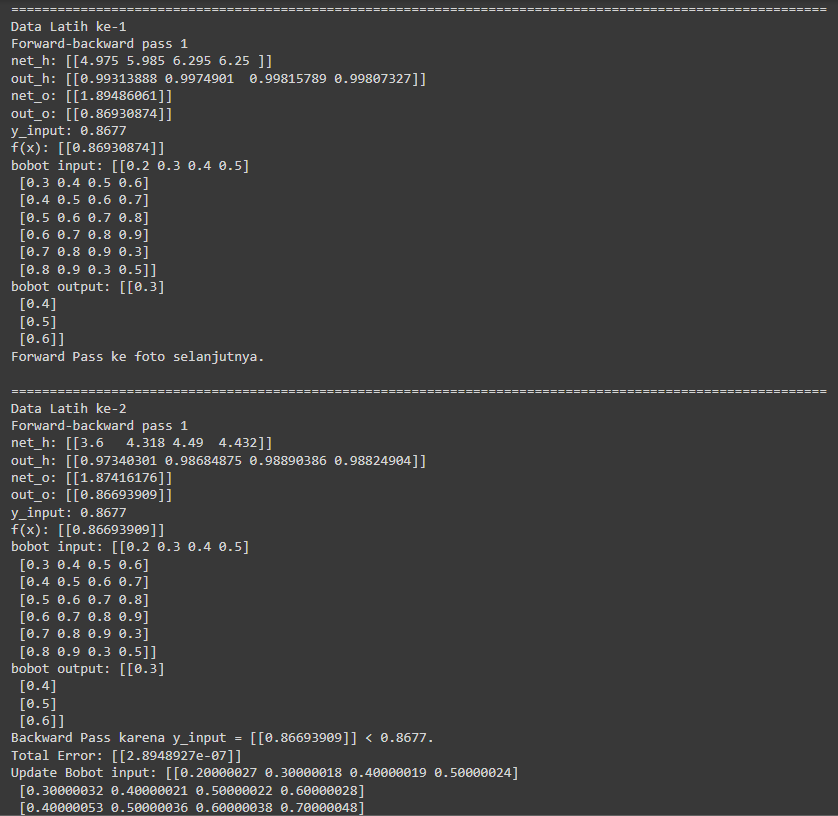 ===========================================================================================================
Data Latih ke-1
Forward-backward pass 1
net_h: [[4.975 5.985 6.295 6.25 ]]
out_h: [[0.99313888 0.9974901  0.99815789 0.99807327]]
net_o: [[1.89486061]]
out_o: [[0.86930874]]
y_input: 0.8677
f(x): [[0.86930874]]
bobot input: [[0.2 0.3 0.4 0.5]
 [0.3 0.4 0.5 0.6]
 [0.4 0.5 0.6 0.7]
 [0.5 0.6 0.7 0.8]
 [0.6 0.7 0.8 0.9]
 [0.7 0.8 0.9 0.3]
 [0.8 0.9 0.3 0.5]]
bobot output: [[0.3]
 [0.4]
 [0.5]
 [0.6]]
Forward Pass ke foto selanjutnya.
===========================================================================================================
Data Latih ke-2
Forward-backward pass 1
net_h: [[3.6   4.318 4.49  4.432]]
out_h: [[0.97340301 0.98684875 0.98890386 0.98824904]]
net_o: [[1.87416176]]
out_o: [[0.86693909]]
y_input: 0.8677
f(x): [[0.86693909]]
bobot input: [[0.2 0.3 0.4 0.5]
 [0.3 0.4 0.5 0.6]
 [0.4 0.5 0.6 0.7]
 [0.5 0.6 0.7 0.8]
 [0.6 0.7 0.8 0.9]
 [0.7 0.8 0.9 0.3]
 [0.8 0.9 0.3 0.5]]
bobot output: [[0.3]
 [0.4]
 [0.5]
 [0.6]]
Backward Pass karena y_input = [[0.86693909]] < 0.8677.
Total Error: [[2.8948927e-07]]
Update Bobot input: [[0.20000027 0.30000018 0.40000019 0.50000024]
 [0.30000032 0.40000021 0.50000022 0.60000028]
 [0.40000053 0.50000036 0.60000038 0.70000048]